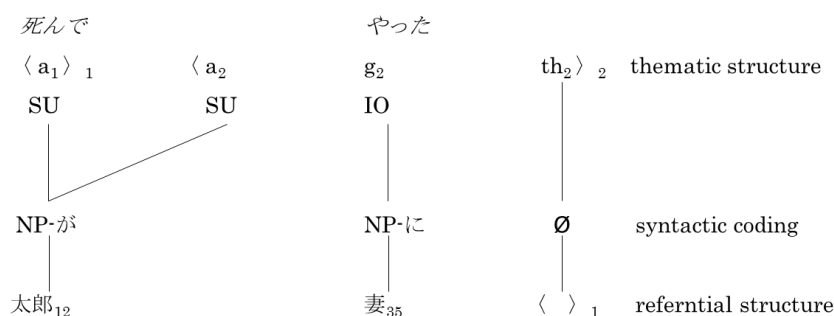 死んで やった
〈 a₁〉₁ 〈 a₂ g₂ th₂〉₂ thematic structure
SU SU IO
NP-が NP-に Ø syntactic coding
太郎₁₂ 妻₃₅ 〈 〉₁ referntial structure